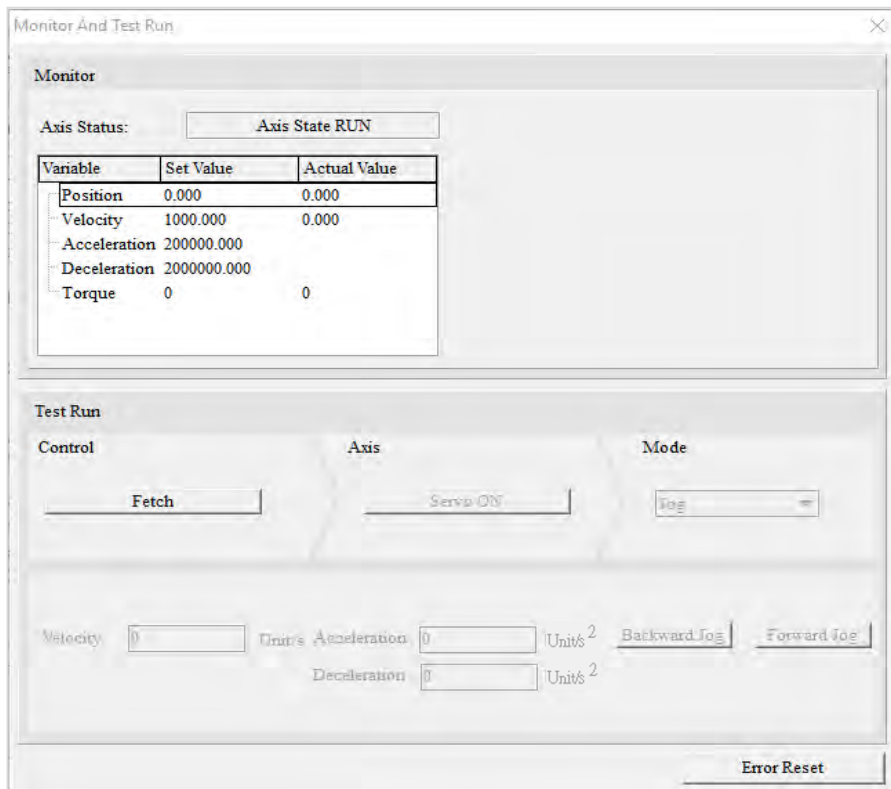 Monitor And Test Run
Monitor
Axis Status: Axis State RUN
Variable Set Value Actual Value
Position 0.000 0.000
Velocity 1000.000 0.000
Acceleration 200000.000
Deceleration 2000000.000
Torque 0 0
Test Run
Control Axis Mode
Fetch Servo ON Jog
Velocity 0 Unit/s Acceleration 0 Unit/s 2 Backward Jog Forward Jog
Deceleration 0 Unit/s 2
Error Reset